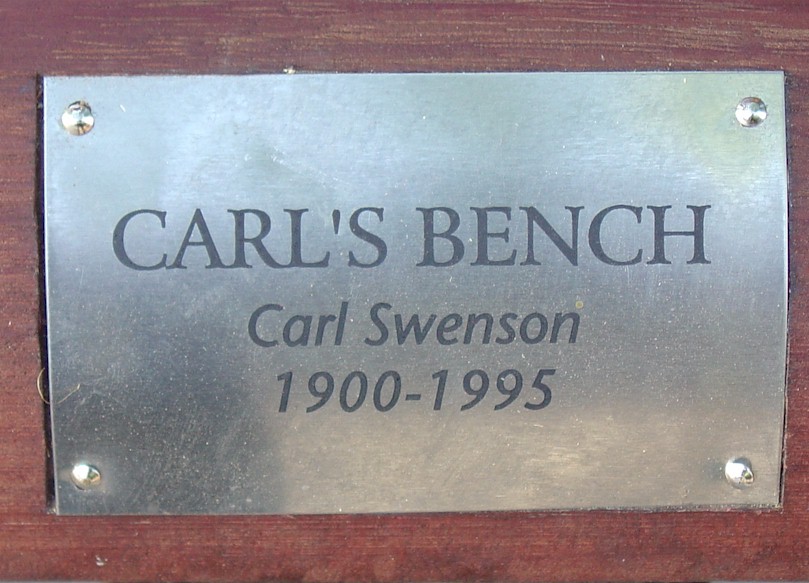 CARL'S BENCH
Carl Swenson
1900-1995